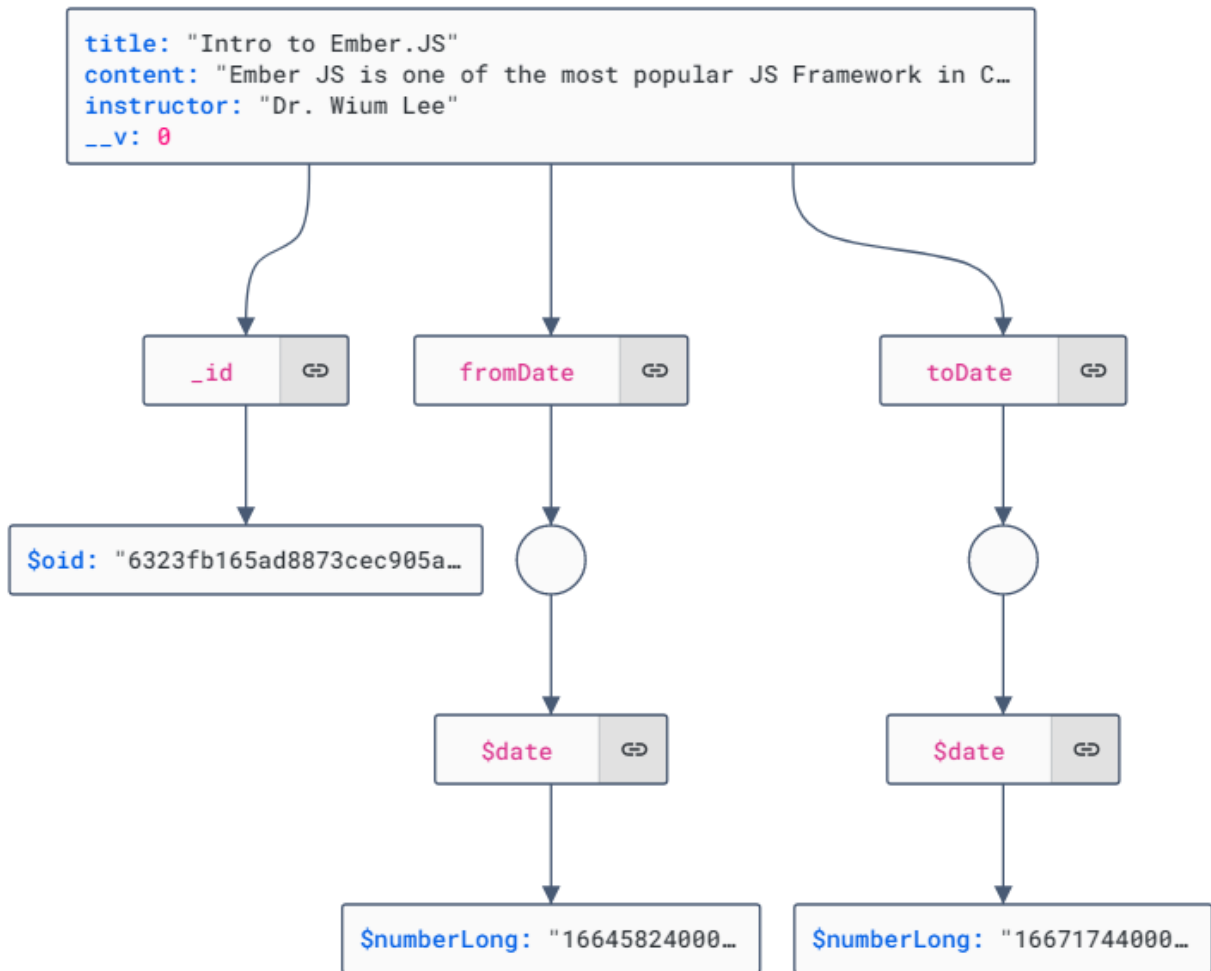 title: "Intro to Ember.JS"
content: "Ember JS is one of the most popular JS Framework in C…
instructor: "Dr. Wium Lee"
__v: 0
_id
fromDate
toDate
$oid: "6323fb165ad8873cec905a…
$date
$date
$numberLong: "16645824000…
$numberLong: "16671744000…